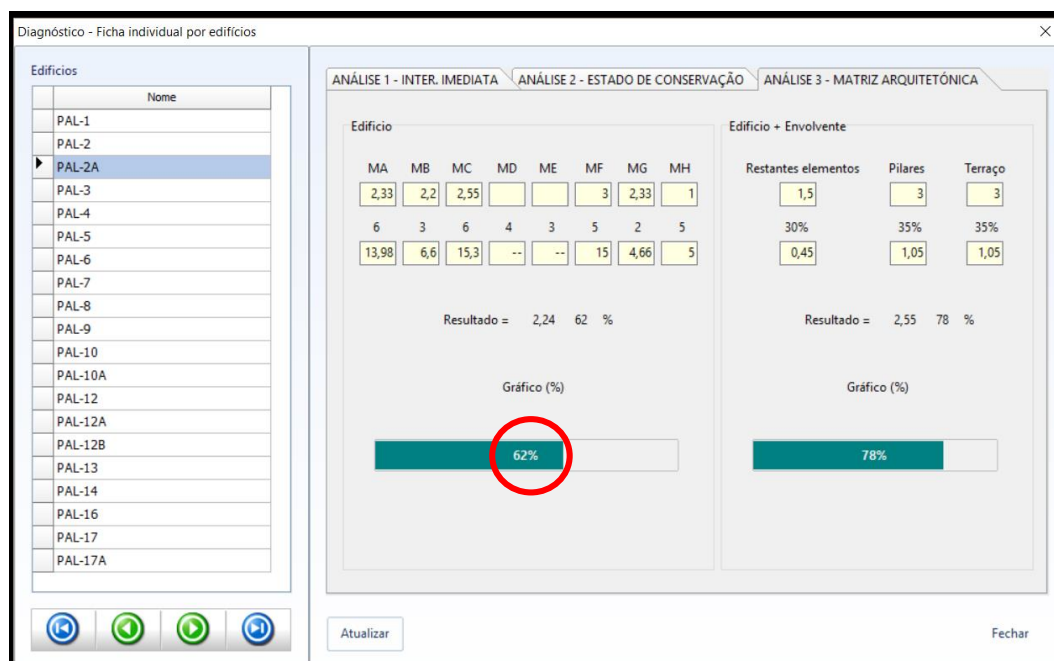 Diagnóstico - Ficha individual por edifícios
Edificios
Nome
PAL-1
PAL-2
PAL-2A
PAL-3
PAL-4
PAL-5
PAL-6
PAL-7
PAL-8
PAL-9
PAL-10
PAL-10A
PAL-12
PAL-12A
PAL-12B
PAL-13
PAL-14
PAL-16
PAL-17
PAL-17A
ANÁLISE 1 - INTER. IMEDIATA ANÁLISE 2 - ESTADO DE CONSERVAÇÃO ANÁLISE 3 - MATRIZ ARQUITETÓNICA
Edificio
MA MB MC MD ME MF MG MH
2,33 2,2 2,55 3 2,33 1
6 3 6 4 3 5 2 5
13,98 6,6 15,3 -- -- 15 4,66 5
Resultado = 2,24 62 %
Gráfico (%)
62%
Edificio + Envolvente
Restantes elementos Pilares Terraço
1,5 3 3
30% 35% 35%
0,45 1,05 1,05
Resultado = 2,55 78 %
Gráfico (%)
78%
Atualizar
Fechar